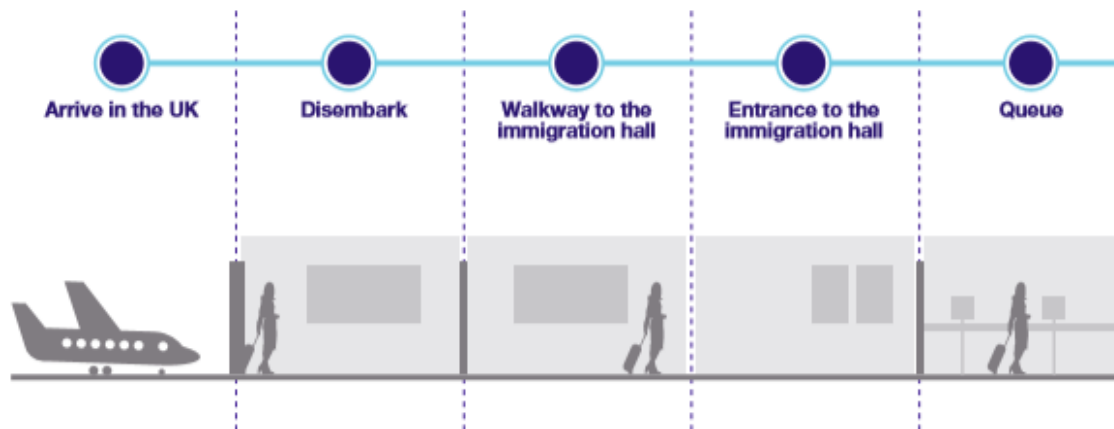 Arrive in the UK
Disembark
Walkway to the
immigration hall
Entrance to the
immigration hall
Queue